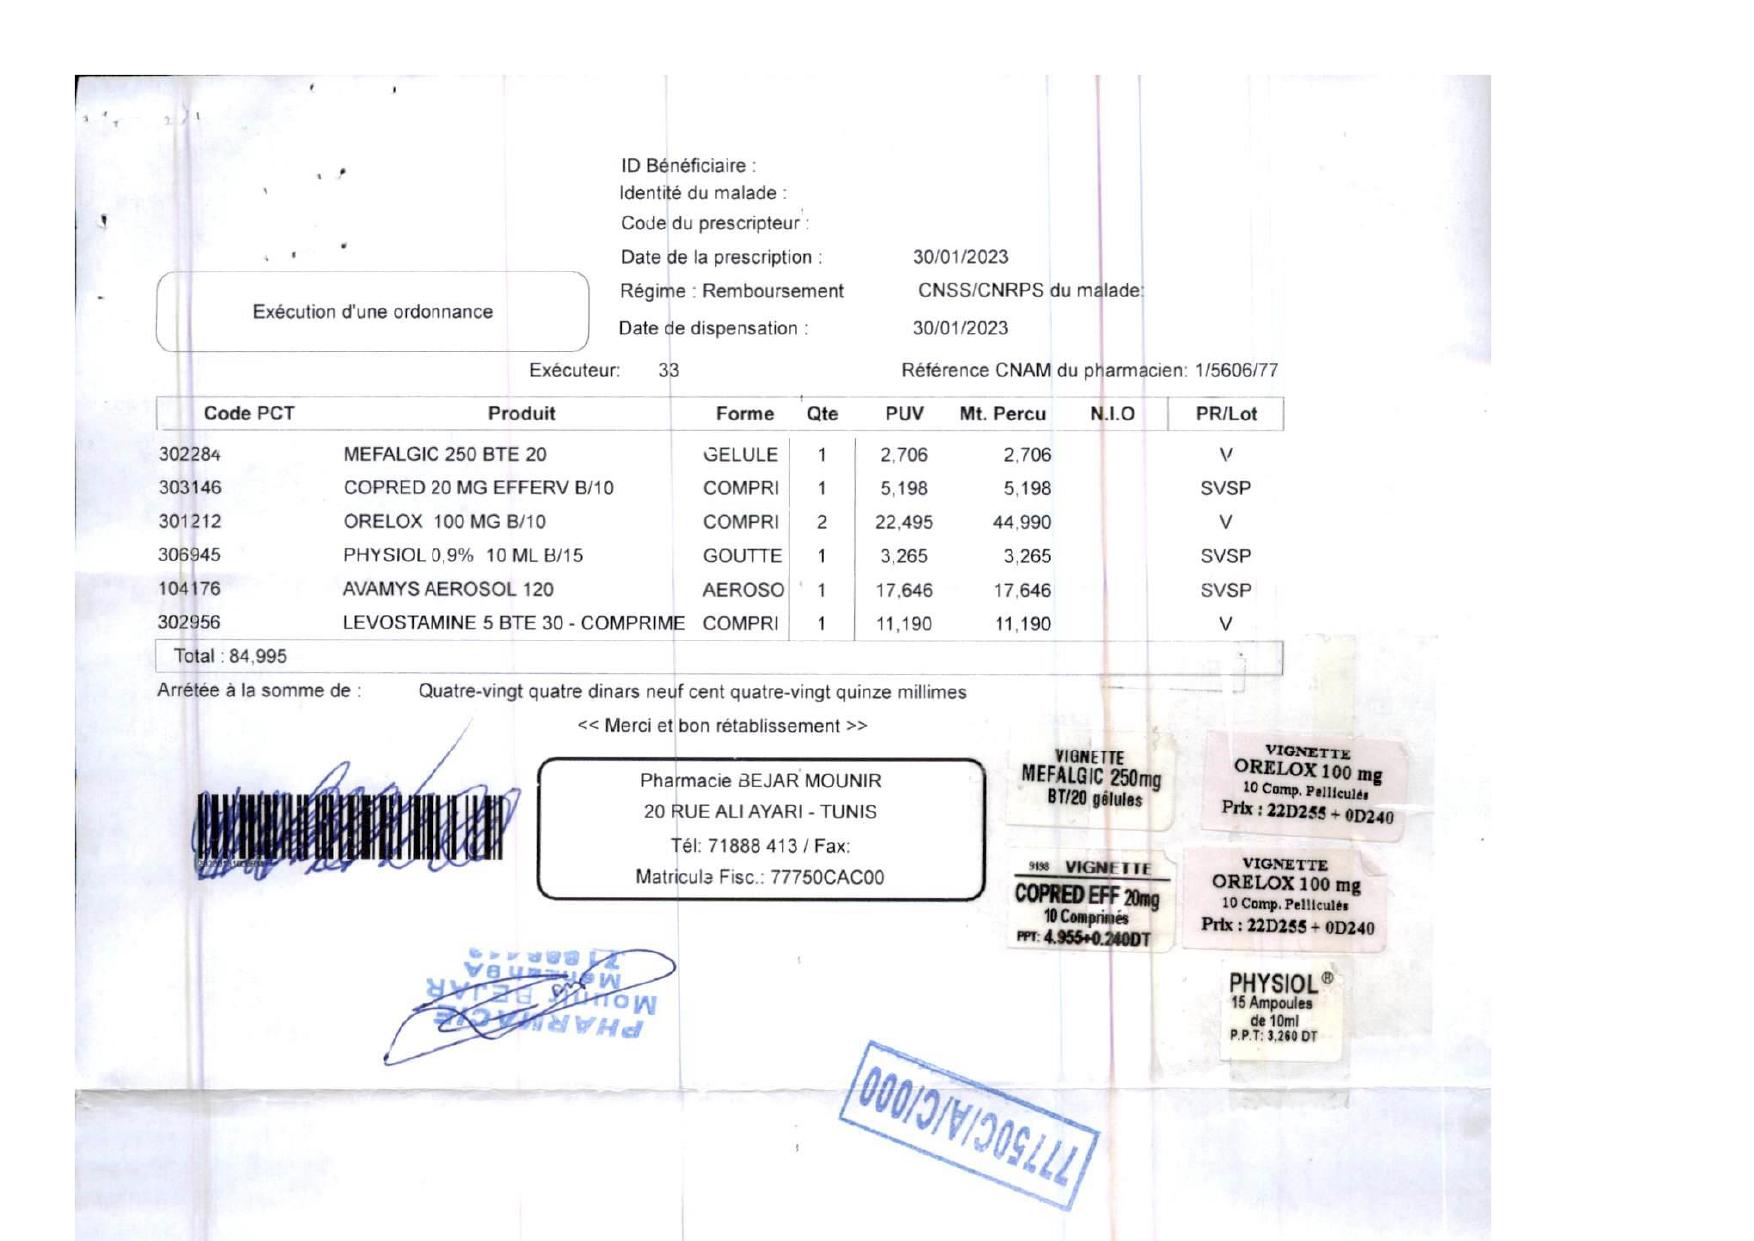 ID Bénéficiaire :
Identité du malade :
Code du prescripteur :
Date de la prescription : 30/01/2023
Régime : Remboursement CNSS/CNRPS du malade:
Exécution d'une ordonnance
Date de dispensation : 30/01/2023
Exécuteur: 33 Référence CNAM du pharmacien: 1/5606/77
Code PCT Produit Forme Qte PUV Mt. Percu N.I.O PR/Lot
302284 MEFALGIC 250 BTE 20 GELULE 1 2,706 2,706 V
303146 COPRED 20 MG EFFERV B/10 COMPRI 1 5,198 5,198 SVSP
301212 ORELOX 100 MG B/10 COMPRI 2 22,495 44,990 V
306945 PHYSIOL 0,9% 10 ML B/15 GOUTTE 1 3,265 3,265 SVSP
104176 AVAMYS AEROSOL 120 AEROSO 1 17,646 17,646 SVSP
302956 LEVOSTAMINE 5 BTE 30 - COMPRIME COMPRI 1 11,190 11,190 V
Total : 84,995
Arrétée à la somme de : Quatre-vingt quatre dinars neuf cent quatre-vingt quinze millimes
<< Merci et bon rétablissement >>
Pharmacie BEJAR MOUNIR
20 RUE ALI AYARI - TUNIS
Tél: 71888 413 / Fax:
Matricula Fisc.: 77750CAC00
VIGNETTE
MEFALGIC 250mg
BT/20 gélules
VIGNETTE
ORELOX 100 mg
10 Comp. Pelliculés
Prix : 22D255 + 0D240
9198 VIGNETTE
COPRED EFF 20mg
10 Comprimés
PPT: 4.955+0.240DT
VIGNETTE
ORELOX 100 mg
10 Comp. Pelliculés
Prix : 22D255 + 0D240
PHYSIOL®
15 Ampoules
de 10ml
P.P.T: 3,260 DT
PHARMACIE
Mounir BEJAR
77750C/A/C/000